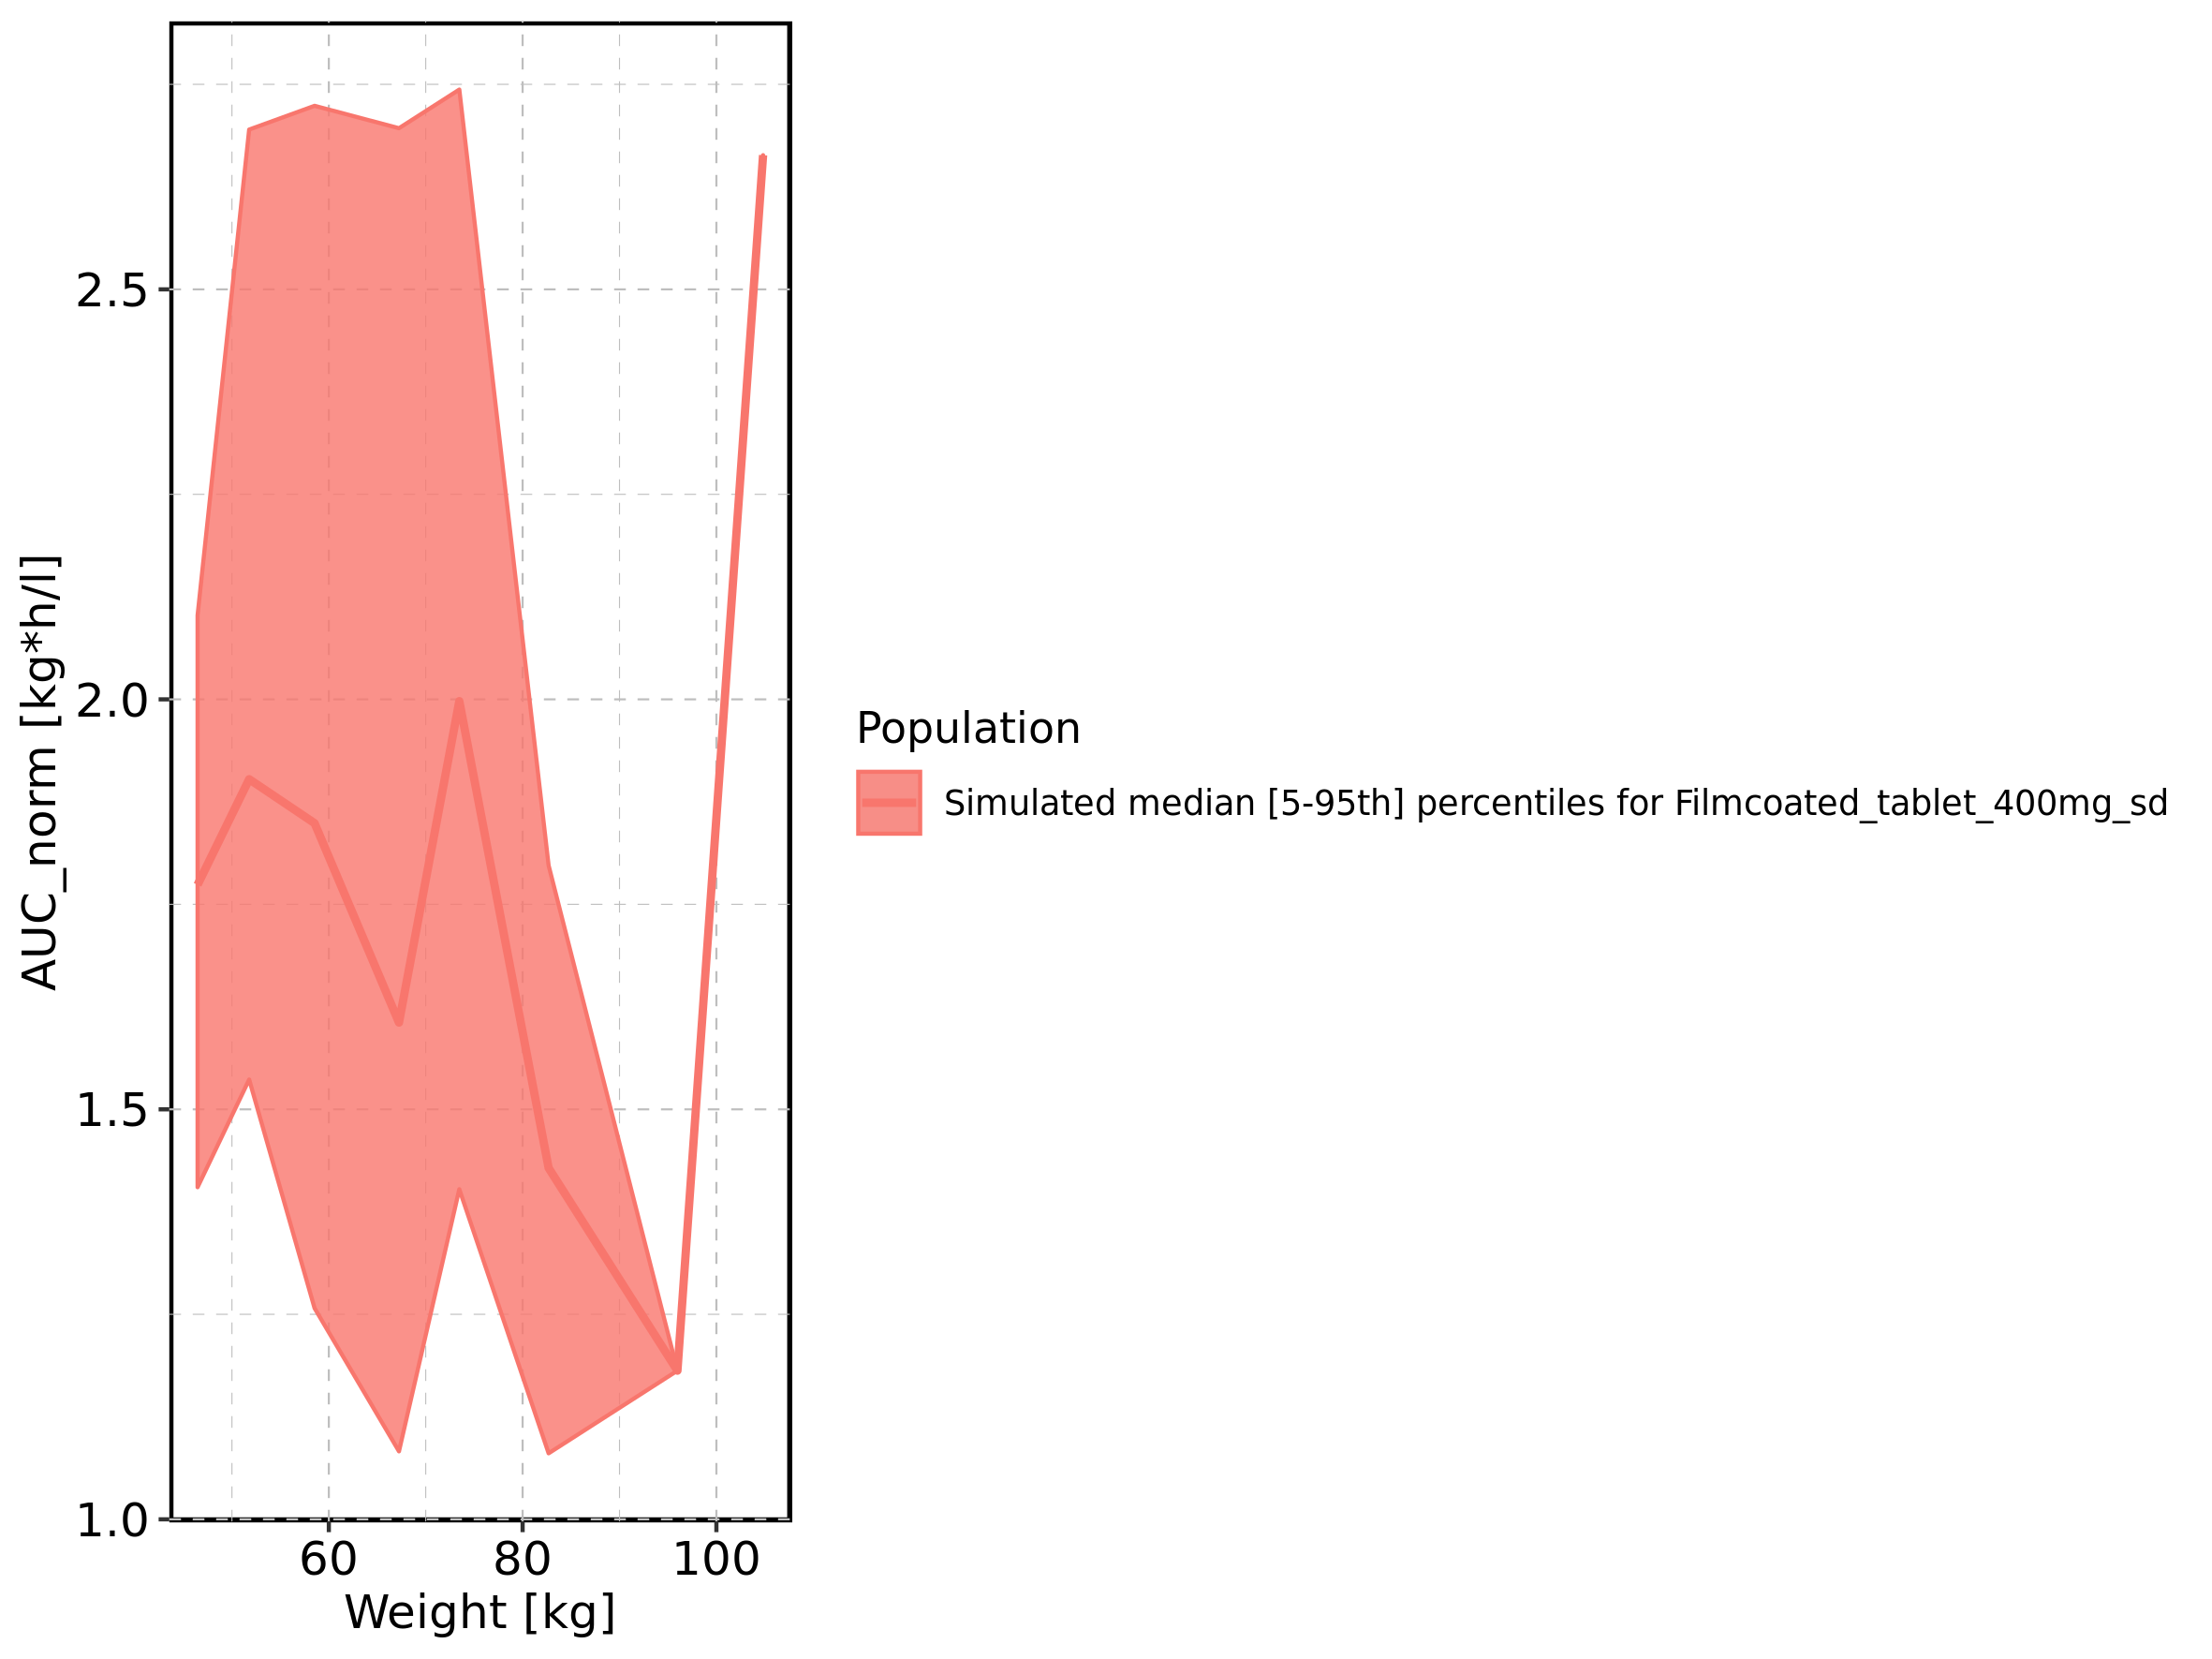 AUC_norm [kg*h/l]
2.5
2.0
1.5
1.0
60 80 100
Weight [kg]
Population
Simulated median [5-95th] percentiles for Filmcoated_tablet_400mg_sd